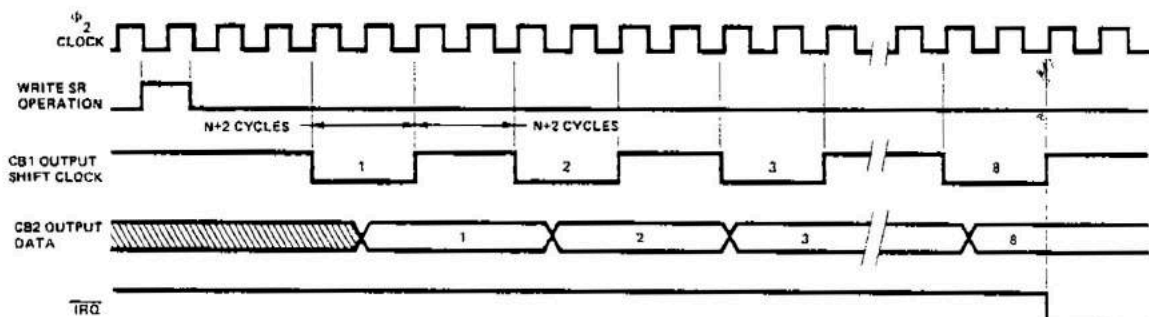 Φ
2
CLOCK
WRITE SR
OPERATION
N+2 CYCLES N+2 CYCLES
CB1 OUTPUT
SHIFT CLOCK
1 2 3 8
CB2 OUTPUT
DATA
1 2 3 8
IRQ